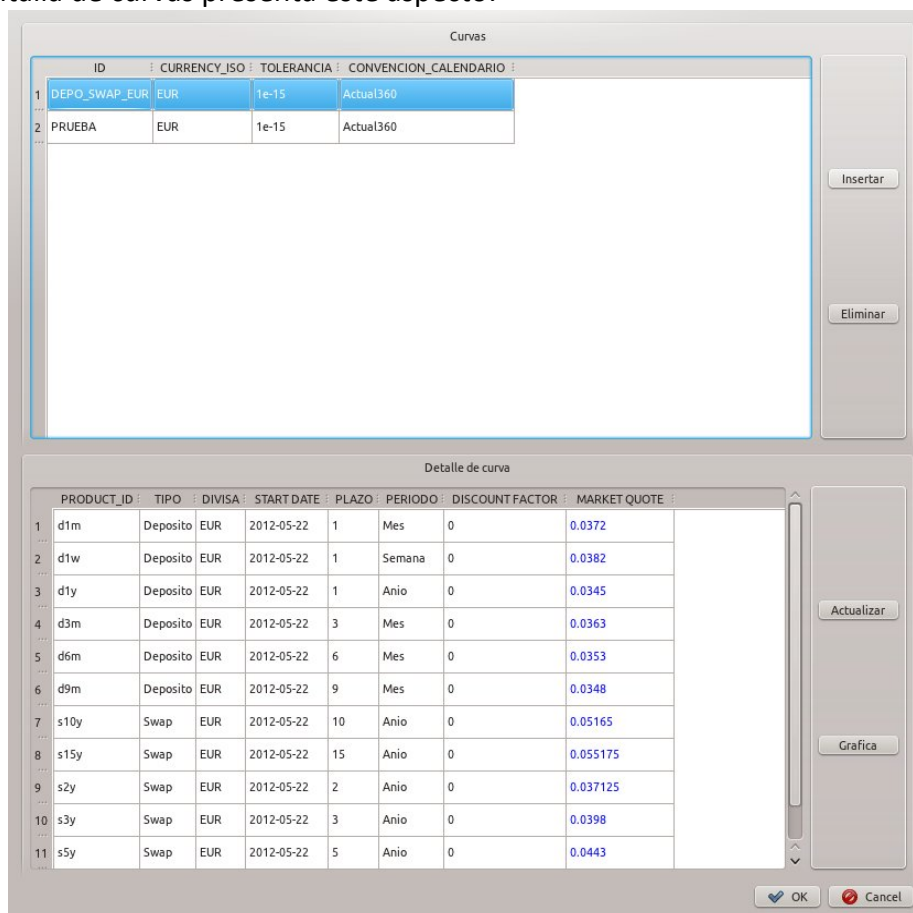 Curvas
ID CURRENCY_ISO TOLERANCIA CONVENCION_CALENDARIO
1 DEPO_SWAP_EUR EUR 1e-15 Actual360
2 PRUEBA EUR 1e-15 Actual360
Insertar
Eliminar
Detalle de curva
PRODUCT_ID TIPO DIVISA START DATE PLAZO PERIODO DISCOUNT FACTOR MARKET QUOTE
1 d1m Deposito EUR 2012-05-22 1 Mes 0 0.0372
2 d1w Deposito EUR 2012-05-22 1 Semana 0 0.0382
3 d1y Deposito EUR 2012-05-22 1 Anio 0 0.0345
4 d3m Deposito EUR 2012-05-22 3 Mes 0 0.0363
Actualizar
5 d6m Deposito EUR 2012-05-22 6 Mes 0 0.0353
6 d9m Deposito EUR 2012-05-22 9 Mes 0 0.0348
7 s10y Swap EUR 2012-05-22 10 Anio 0 0.05165
8 s15y Swap EUR 2012-05-22 15 Anio 0 0.055175
Grafica
9 s2y Swap EUR 2012-05-22 2 Anio 0 0.037125
10 s3y Swap EUR 2012-05-22 3 Anio 0 0.0398
11 s5y Swap EUR 2012-05-22 5 Anio 0 0.0443
OK Cancel